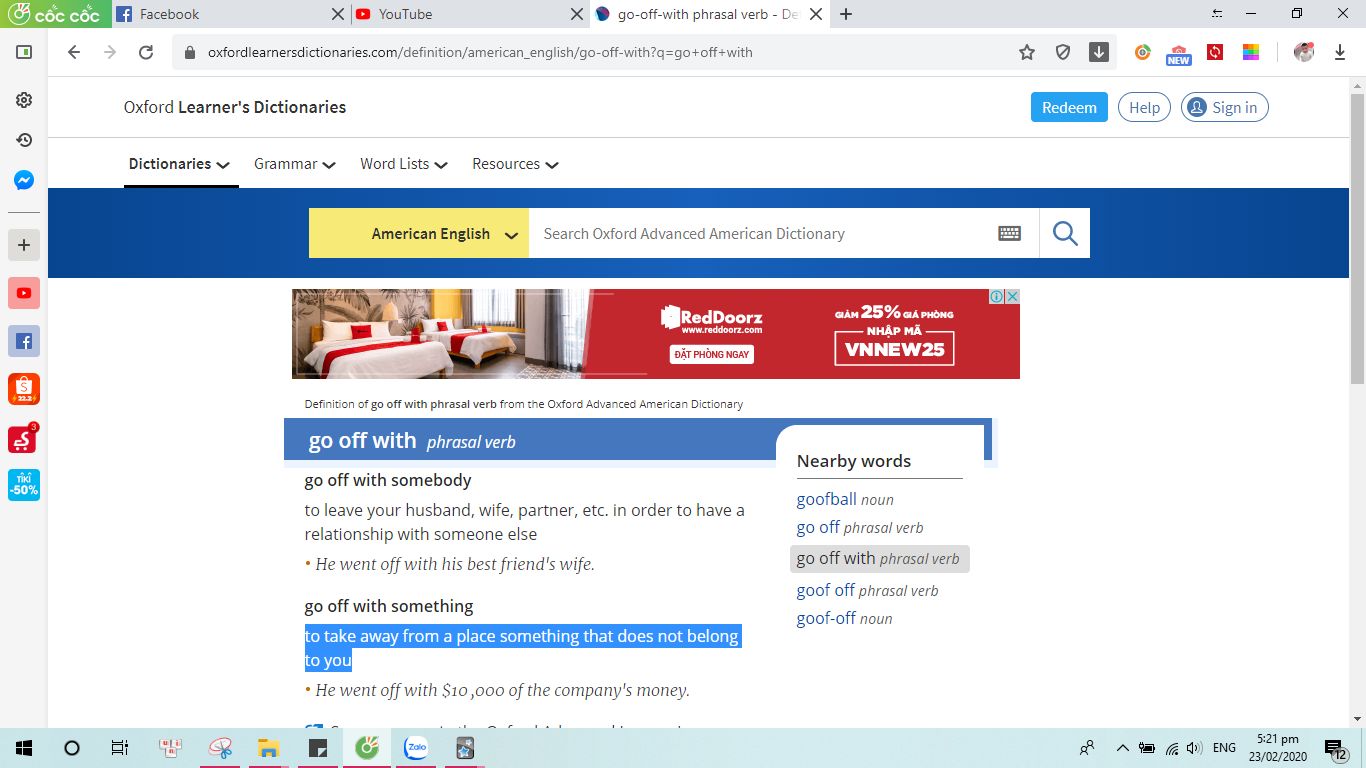 cốc cốc
Facebook
YouTube
go-off-with phrasal verb - De
oxfordlearnersdictionaries.com/definition/american_english/go-off-with?q=go+off+with
NEW
Oxford Learner's Dictionaries
Redeem
Help
Sign in
Dictionaries
Grammar
Word Lists
Resources
American English
Search Oxford Advanced American Dictionary
RedDoorz
www.reddoorz.com
ĐẶT PHÒNG NGAY
GIẢM 25% GIÁ PHÒNG
NHẬP MÃ
VNNEW25
Definition of go off with phrasal verb from the Oxford Advanced American Dictionary
go off with phrasal verb
go off with somebody
to leave your husband, wife, partner, etc. in order to have a
relationship with someone else
• He went off with his best friend's wife.
go off with something
to take away from a place something that does not belong
to you
• He went off with $10,000 of the company's money.
Nearby words
goofball noun
go off phrasal verb
go off with phrasal verb
goof off phrasal verb
goof-off noun
22.2
3
TIKI
-50%
Zalo
ENG
5:21 pm
23/02/2020
12